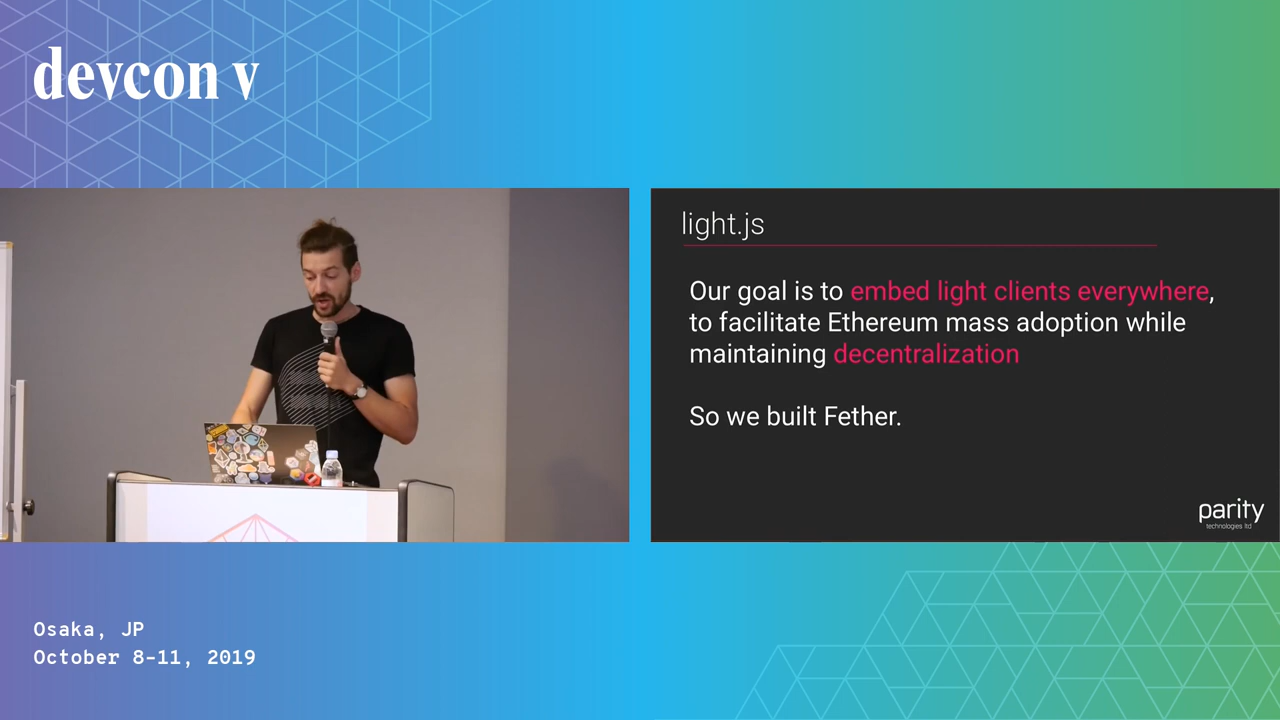 devcon v
light.js
Our goal is to embed light clients everywhere,
to facilitate Ethereum mass adoption while
maintaining decentralization
So we built Fether.
parity
technologies ltd
Osaka, JP
October 8-11, 2019